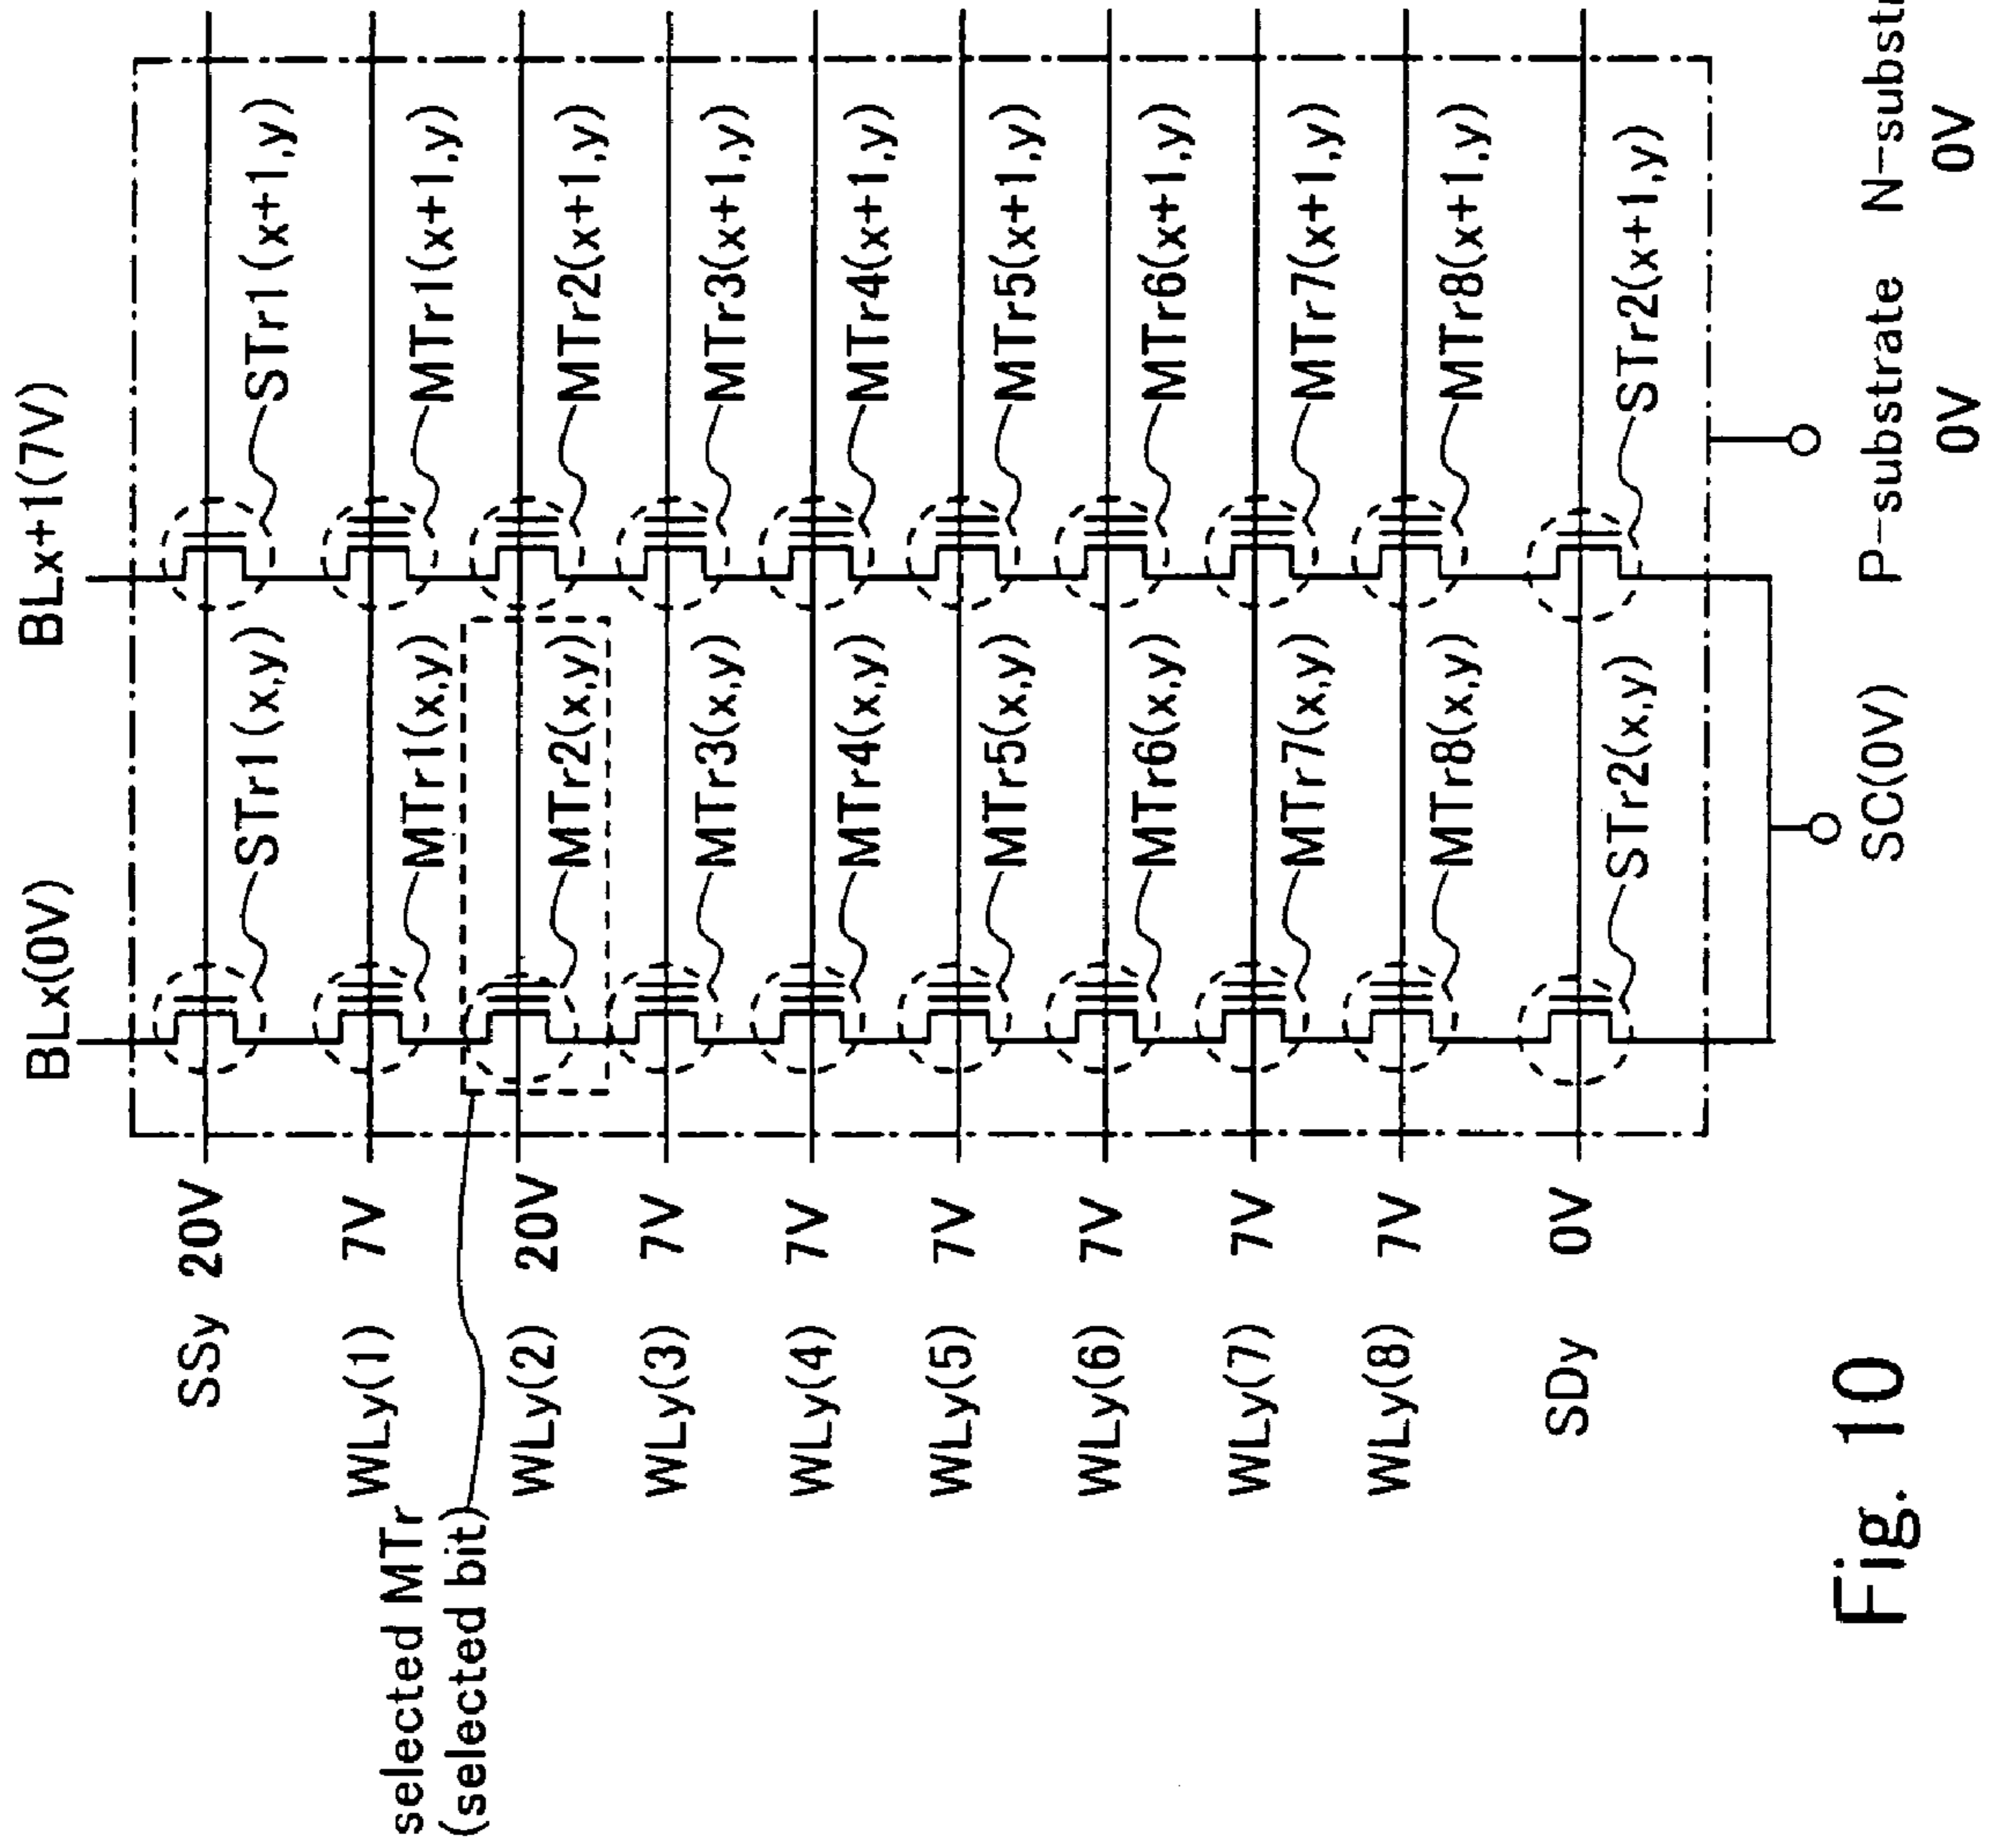 BLx(0V)
BLx+1(7V)
SSy 20V
STr1(x,y)
STr1(x+1,y)
WLy(1) 7V
MTr1(x,y)
MTr1(x+1,y)
selected MTr
(selected bit)
WLy(2) 20V
MTr2(x,y)
MTr2(x+1,y)
WLy(3) 7V
MTr3(x,y)
MTr3(x+1,y)
WLy(4) 7V
MTr4(x,y)
MTr4(x+1,y)
WLy(5) 7V
MTr5(x,y)
MTr5(x+1,y)
WLy(6) 7V
MTr6(x,y)
MTr6(x+1,y)
WLy(7) 7V
MTr7(x,y)
MTr7(x+1,y)
WLy(8) 7V
MTr8(x,y)
MTr8(x+1,y)
SDy 0V
STr2(x,y)
STr2(x+1,y)
SC(0V)
P-substrate
0V
N-subst
0V
Fig. 10